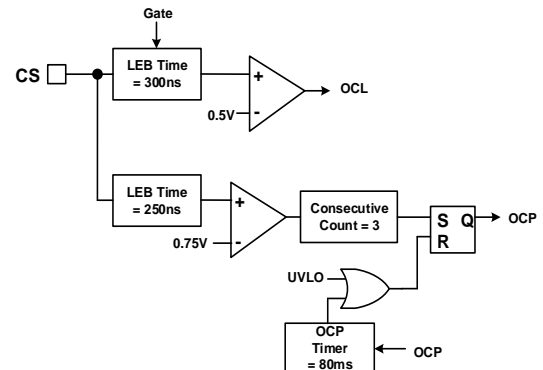 Gate
CS
LEB Time
= 300ns
+
-
0.5V
OCL
LEB Time
= 250ns
+
-
0.75V
Consecutive
Count = 3
S Q
R
OCP
UVLO
OCP
Timer
= 80ms
OCP